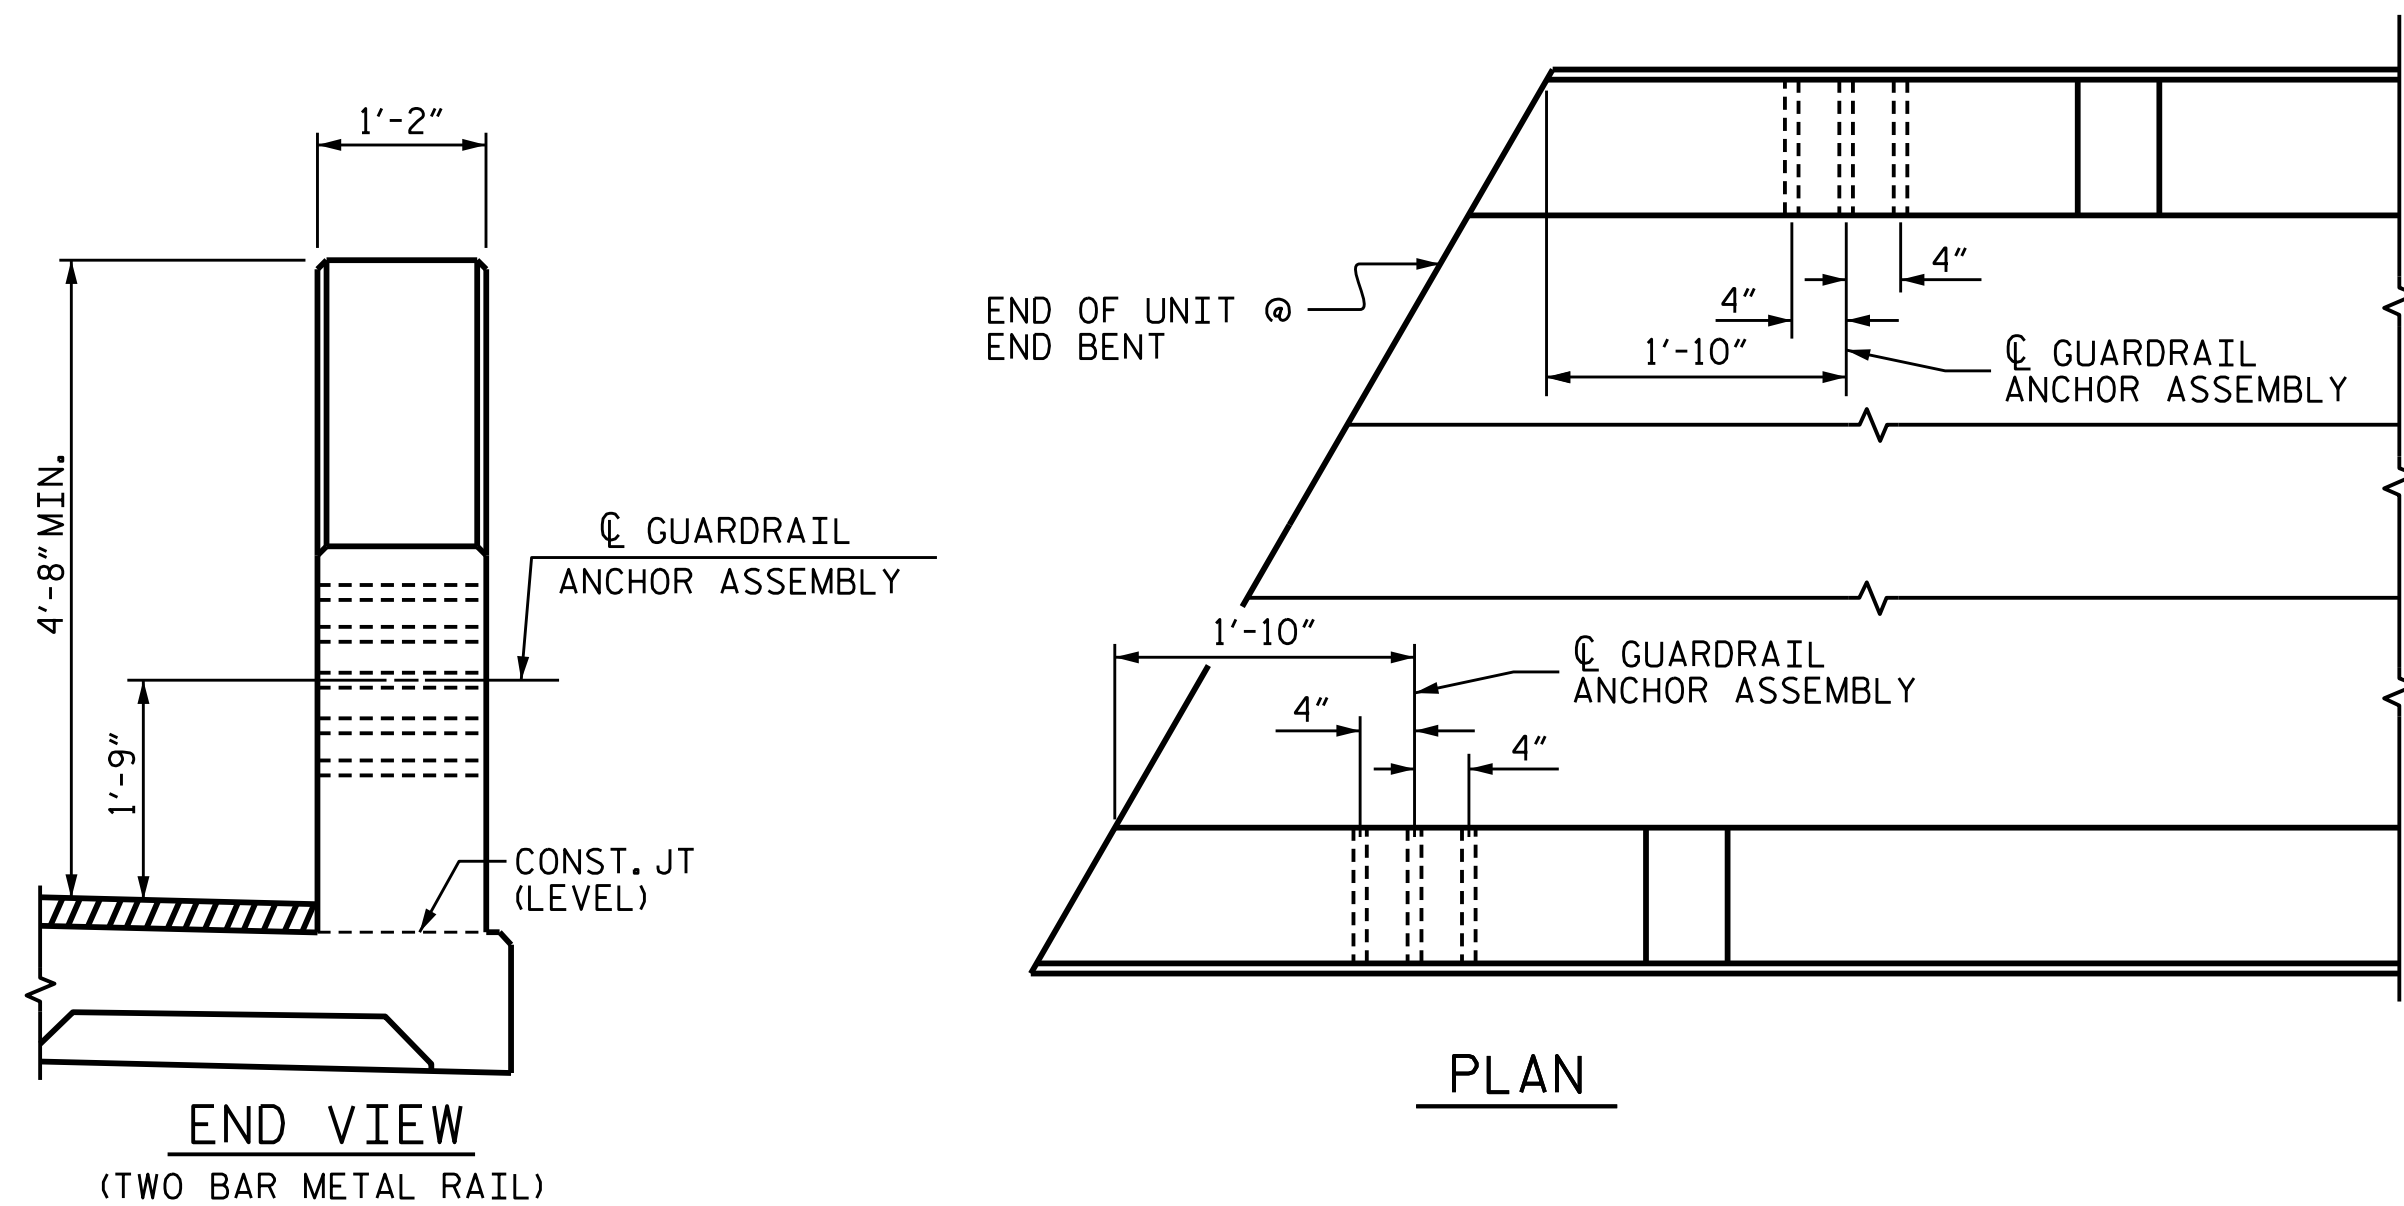 1'-2"
4'-8" MIN.
℄ GUARDRAIL
ANCHOR ASSEMBLY
1'-9"
CONST. JT
(LEVEL)
END VIEW
(TWO BAR METAL RAIL)
END OF UNIT @
END BENT
4"
4"
1'-10"
℄ GUARDRAIL
ANCHOR ASSEMBLY
1'-10"
℄ GUARDRAIL
ANCHOR ASSEMBLY
4"
4"
PLAN